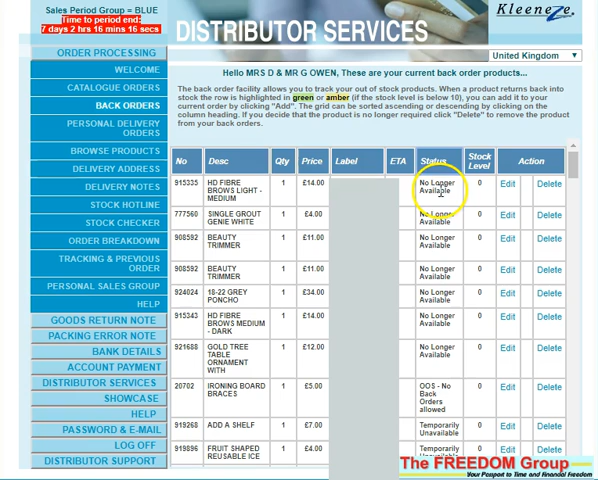 Sales Period Group = BLUE
Time to period end:
7 days 2 hrs 16 mins 16 secs
DISTRIBUTOR SERVICES
Kleeneze.
United Kingdom
ORDER PROCESSING
WELCOME
CATALOGUE ORDERS
BACK ORDERS
PERSONAL DELIVERY
ORDERS
BROWSE PRODUCTS
DELIVERY ADDRESS
DELIVERY NOTES
STOCK HOTLINE
STOCK CHECKER
ORDER BREAKDOWN
TRACKING & PREVIOUS
ORDER
PERSONAL SALES GROUP
HELP
GOODS RETURN NOTE
PACKING ERROR NOTE
BANK DETAILS
ACCOUNT PAYMENT
DISTRIBUTOR SERVICES
SHOWCASE
HELP
PASSWORD & E-MAIL
LOG OFF
DISTRIBUTOR SUPPORT
Hello MRS D & MR G OWEN, These are your current back order products...
The back order facility allows you to track your out of stock products. When a product returns back into
stock the row is highlighted in green or amber (if the stock level is below 10), you can add it to your
current order by clicking "Add". The grid can be sorted ascending or descending by clicking on the
column heading. If you decide that the product is no longer required click "Delete" to remove the product
from your back orders.
No Desc Qty Price Label ETA Status Stock Level Action
915335 HD FIBRE BROWS LIGHT - MEDIUM 1 £14.00 No Longer Available 0 Edit Delete
777560 SINGLE GROUT GENIE WHITE 1 £4.00 No Longer Available 0 Edit Delete
908592 BEAUTY TRIMMER 1 £11.00 No Longer Available 0 Edit Delete
908592 BEAUTY TRIMMER 1 £11.00 No Longer Available 0 Edit Delete
924024 18-22 GREY PONCHO 1 £34.00 No Longer Available 0 Edit Delete
915343 HD FIBRE BROWS MEDIUM - DARK 1 £14.00 No Longer Available 0 Edit Delete
921688 GOLD TREE TABLE ORNAMENT WITH 1 £12.00 No Longer Available 0 Edit Delete
20702 IRONING BOARD BRACES 1 £5.00 OOS - No Back Orders allowed 0 Edit Delete
919268 ADD A SHELF 1 £7.00 Temporarily Unavailable 0 Edit Delete
919896 FRUIT SHAPED REUSABLE ICE 1 £4.00 Temporarily Unavailable 0 Edit Delete
The FREEDOM Group
Your Passport to Time and Financial Freedom